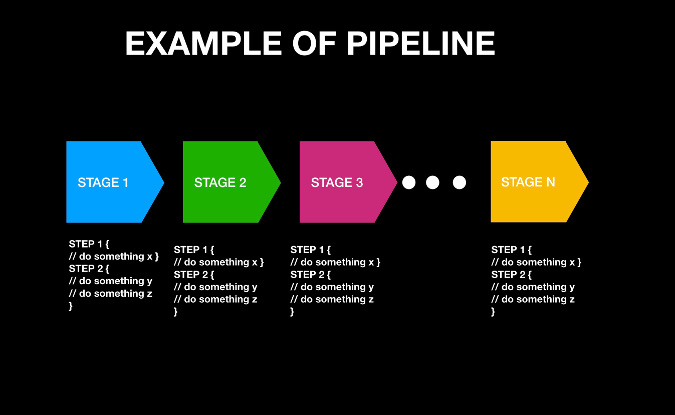 EXAMPLE OF PIPELINE
STAGE 1
STAGE 2
STAGE 3
STAGE N
STEP 1 {
// do something x }
STEP 2 {
// do something y
// do something z
}
STEP 1 {
// do something x }
STEP 2 {
// do something y
// do something z
}
STEP 1 {
// do something x }
STEP 2 {
// do something y
// do something z
}
STEP 1 {
// do something x }
STEP 2 {
// do something y
// do something z
}